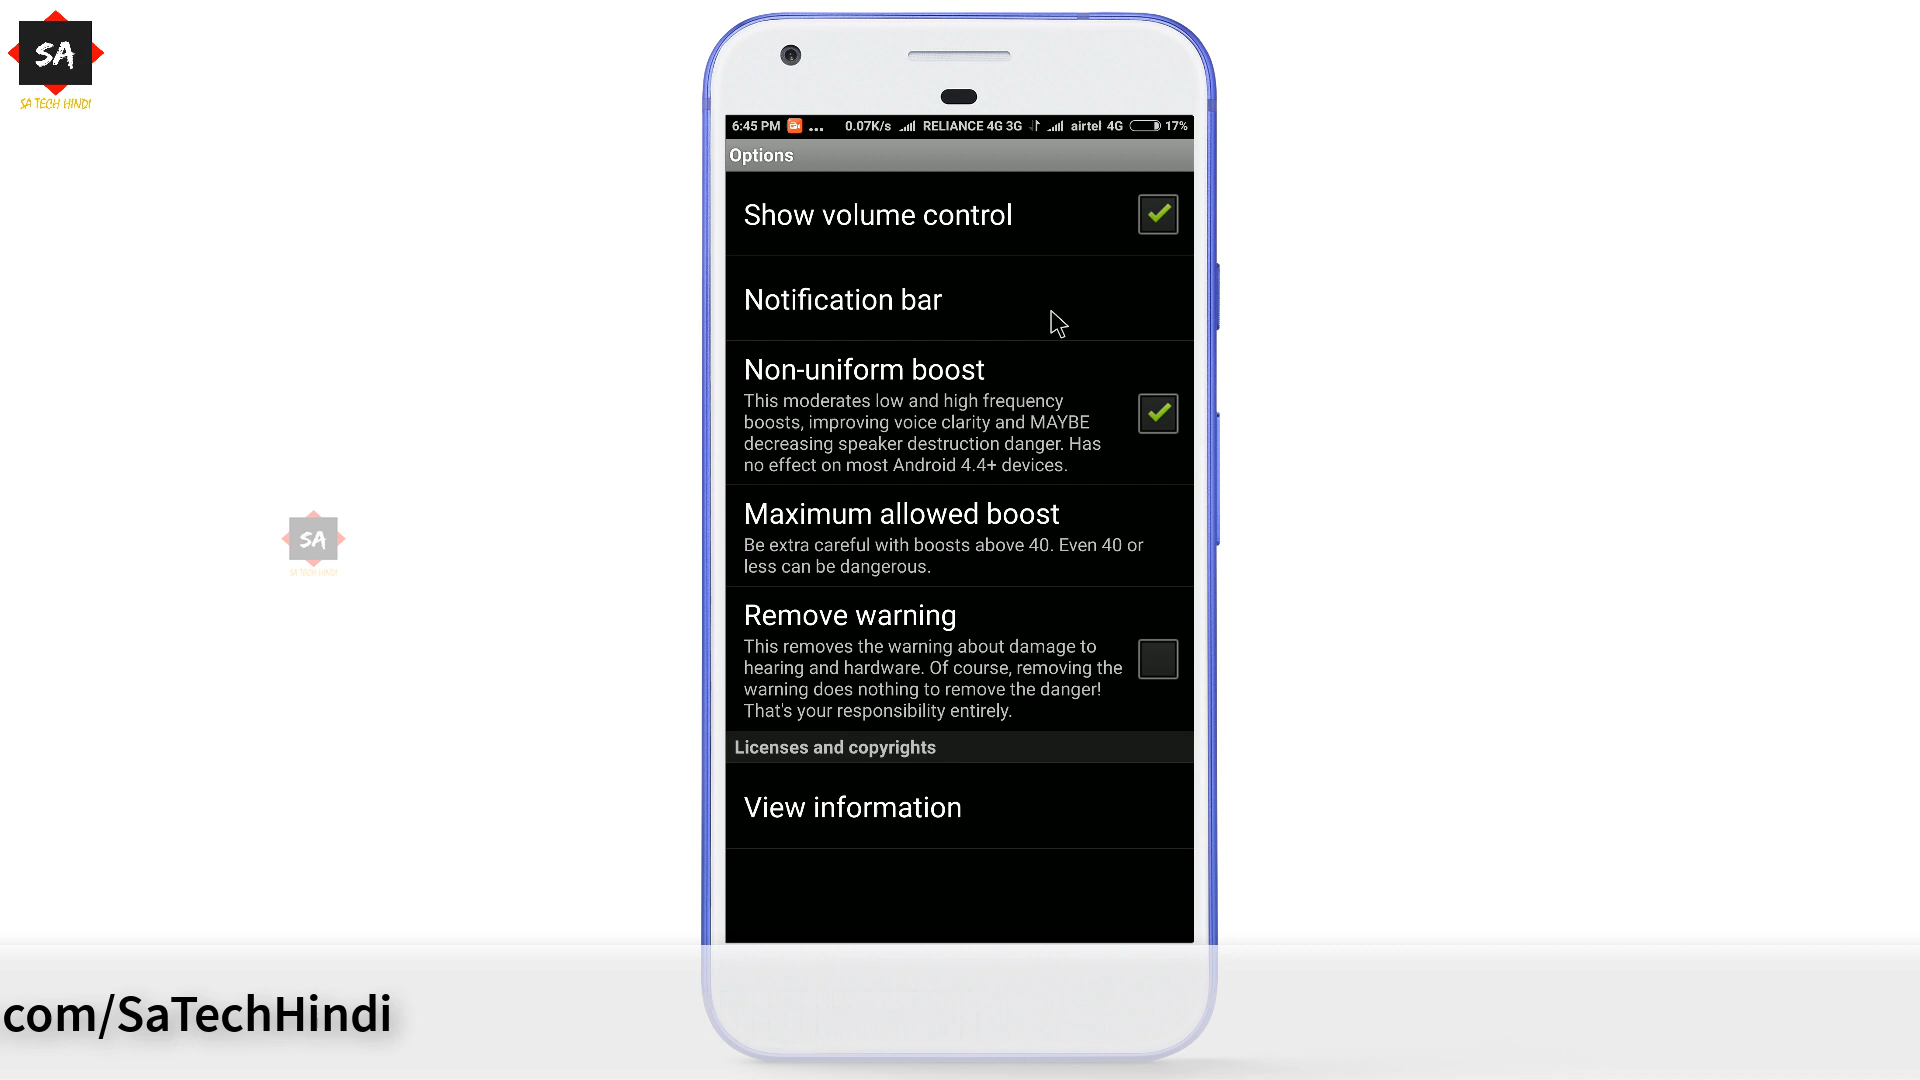 SA
SA TECH HINDI
6:45 PM ... 0.07K/s RELIANCE 4G 3G airtel 4G 17%
Options
Show volume control
Notification bar
Non-uniform boost
This moderates low and high frequency
boosts, improving voice clarity and MAYBE
decreasing speaker destruction danger. Has
no effect on most Android 4.4+ devices.
Maximum allowed boost
Be extra careful with boosts above 40. Even 40 or
less can be dangerous.
Remove warning
This removes the warning about damage to
hearing and hardware. Of course, removing the
warning does nothing to remove the danger!
That's your responsibility entirely.
Licenses and copyrights
View information
SA
SA TECH HINDI
com/SaTechHindi